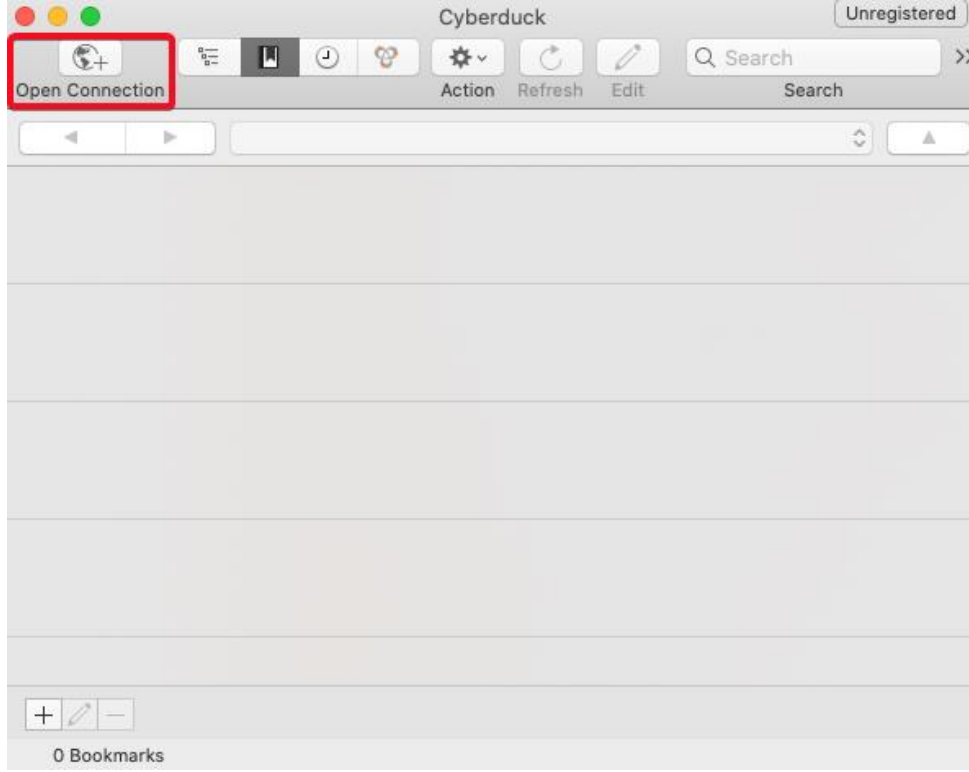 Cyberduck
Unregistered
Open Connection
Action
Refresh
Edit
Search
Search
0 Bookmarks